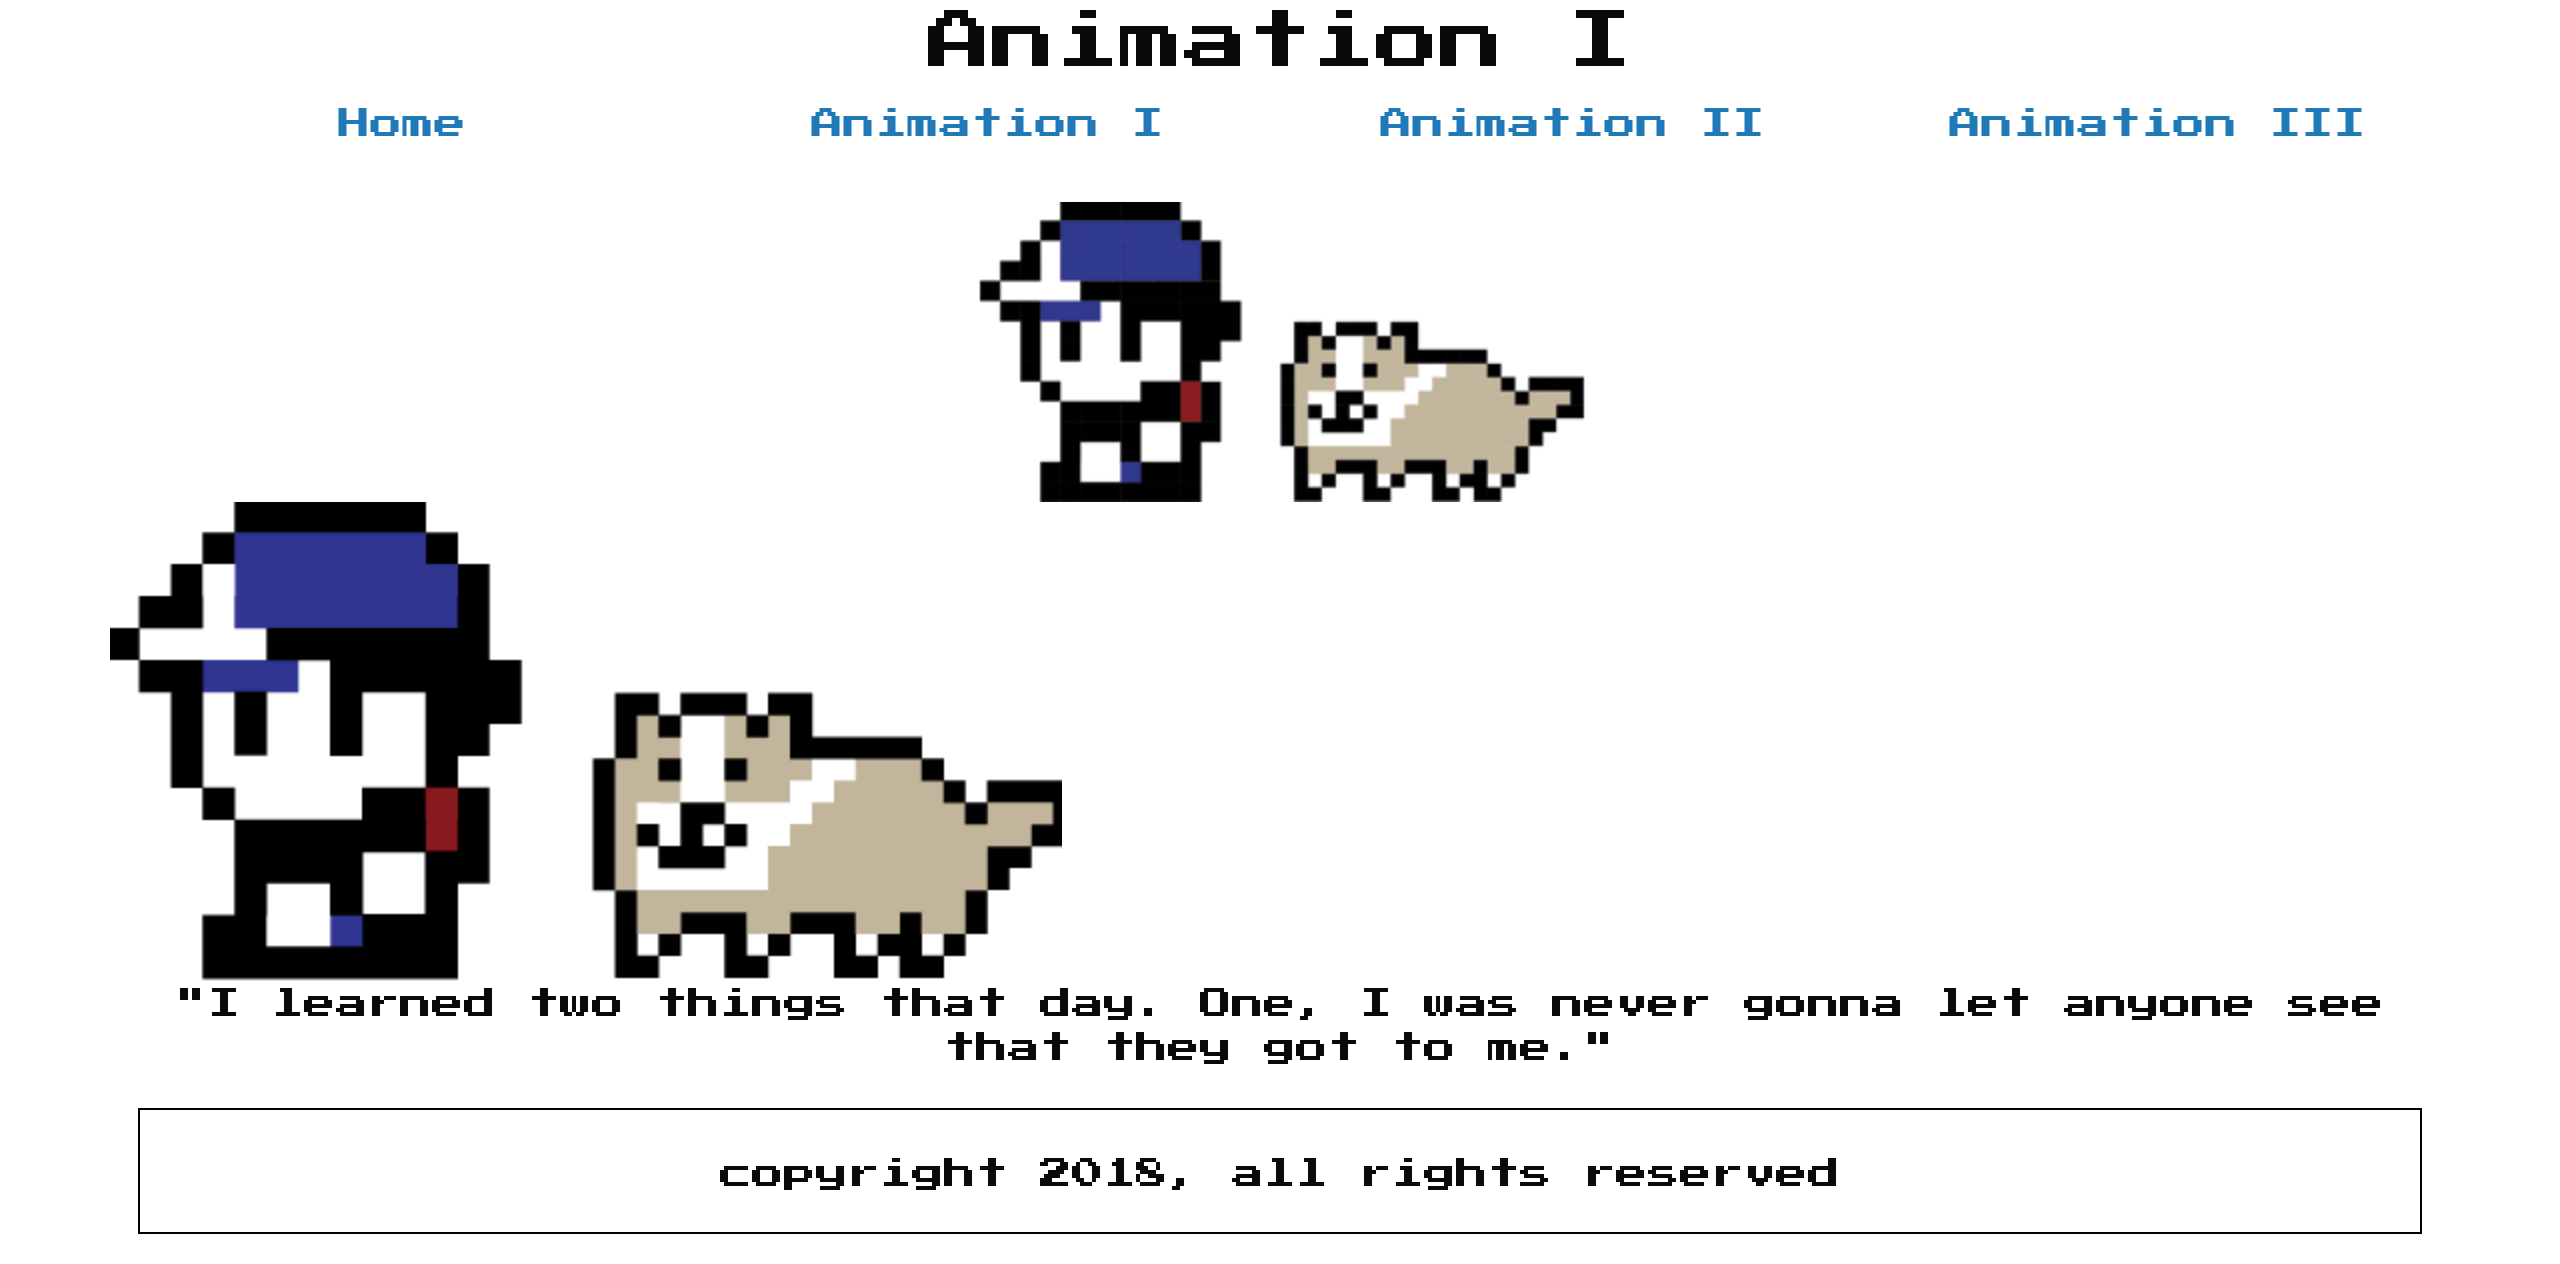 Animation I
Home Animation I Animation II Animation III
"I learned two things that day. One, I was never gonna let anyone see
that they got to me."
copyright 2018, all rights reserved